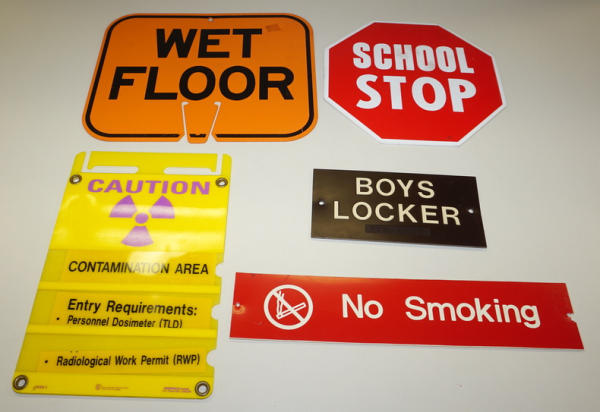 WET
FLOOR
SCHOOL
STOP
CAUTION
CONTAMINATION AREA
Entry Requirements:
• Personnel Dosimeter (TLD)
• Radiological Work Permit (RWP)
BOYS
LOCKER
No Smoking